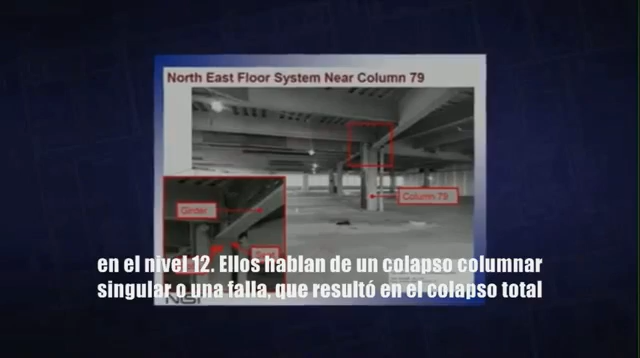 North East Floor System Near Column 79
Girder
Column 79
en el nivel 12. Ellos hablan de un colapso columnar
singular o una falla, que resultó en el colapso total